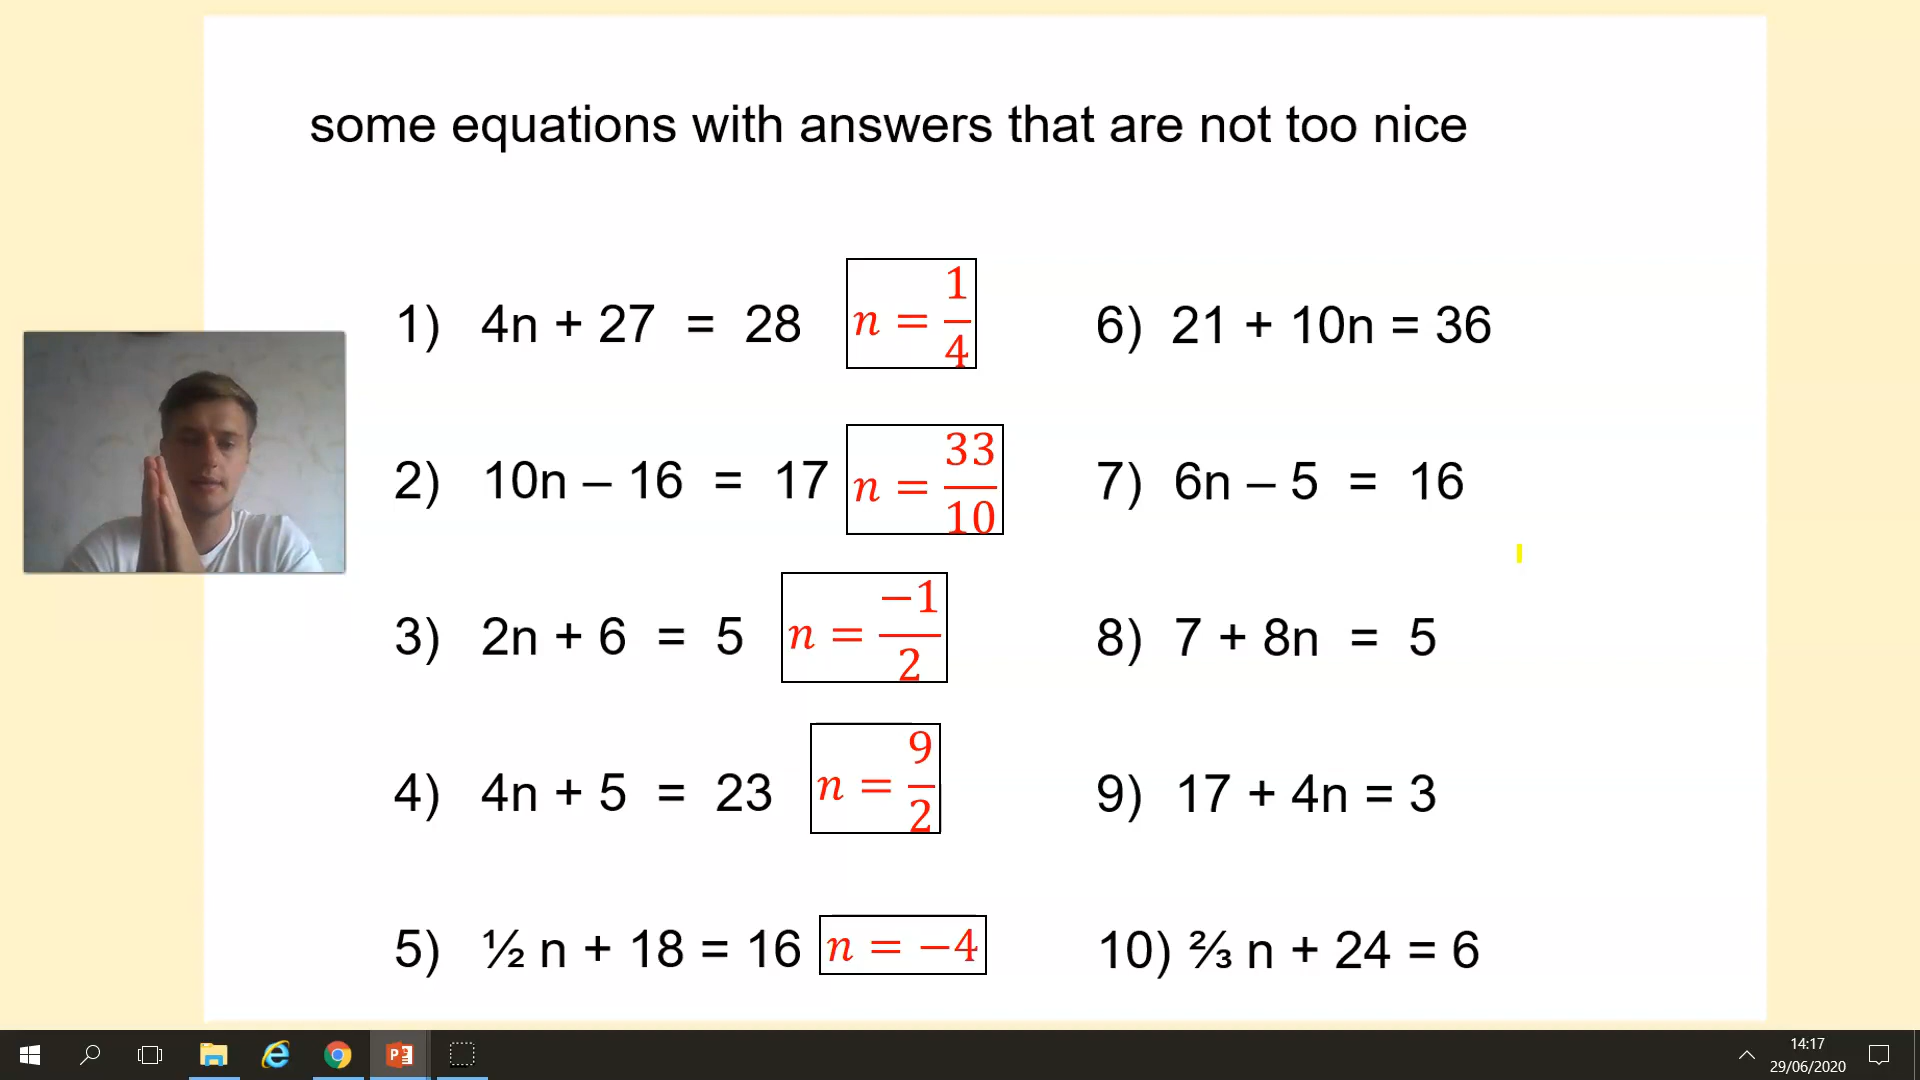 some equations with answers that are not too nice
1) 4n + 27 = 28 n = 1/4
2) 10n – 16 = 17 n = 33/10
3) 2n + 6 = 5 n = −1/2
4) 4n + 5 = 23 n = 9/2
5) ½ n + 18 = 16 n = −4
6) 21 + 10n = 36
7) 6n – 5 = 16
8) 7 + 8n = 5
9) 17 + 4n = 3
10) ⅔ n + 24 = 6
14:17
29/06/2020